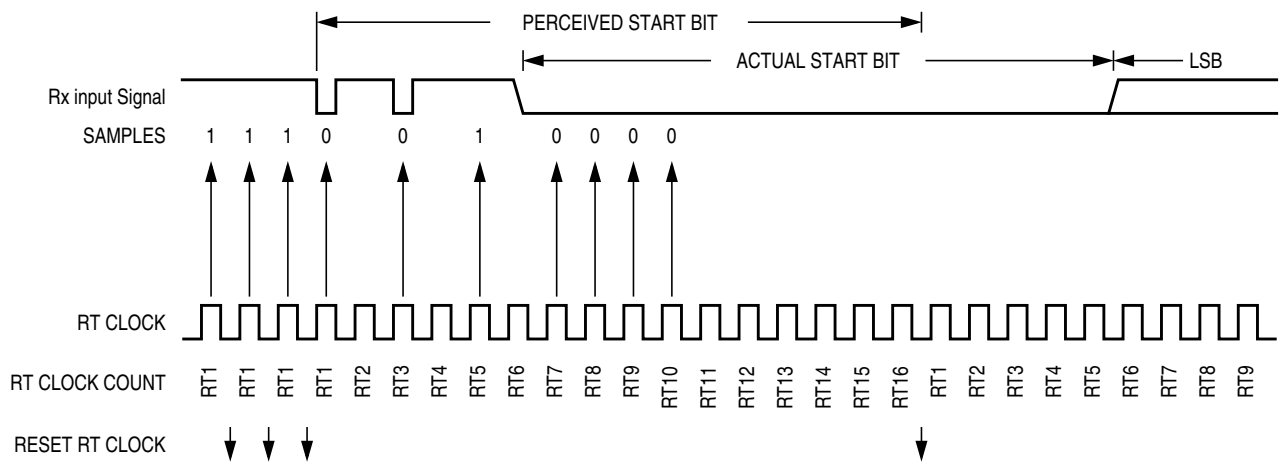 PERCEIVED START BIT
ACTUAL START BIT LSB
Rx input Signal
SAMPLES 1 1 1 0 0 1 0 0 0 0
RT CLOCK
RT CLOCK COUNT RT1 RT1 RT1 RT1 RT2 RT3 RT4 RT5 RT6 RT7 RT8 RT9 RT10 RT11 RT12 RT13 RT14 RT15 RT16 RT1 RT2 RT3 RT4 RT5 RT6 RT7 RT8 RT9
RESET RT CLOCK